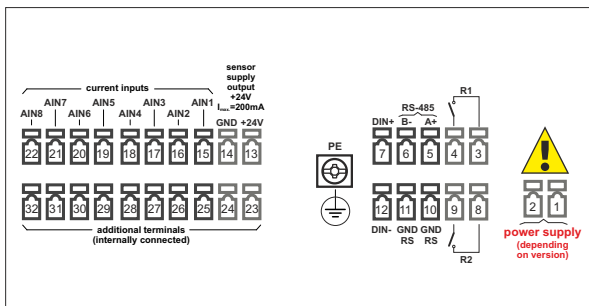 sensor
supply
output
+24V
Imax.=200mA
current inputs
AIN8 AIN7 AIN6 AIN5 AIN4 AIN3 AIN2 AIN1 GND +24V
22 21 20 19 18 17 16 15 14 13
32 31 30 29 28 27 26 25 24 23
additional terminals
(internally connected)
PE
R1
RS-485
DIN+ B- A+
7 6 5 4 3
12 11 10 9 8
DIN- GND GND
RS RS
R2
2 1
power supply
(depending
on version)